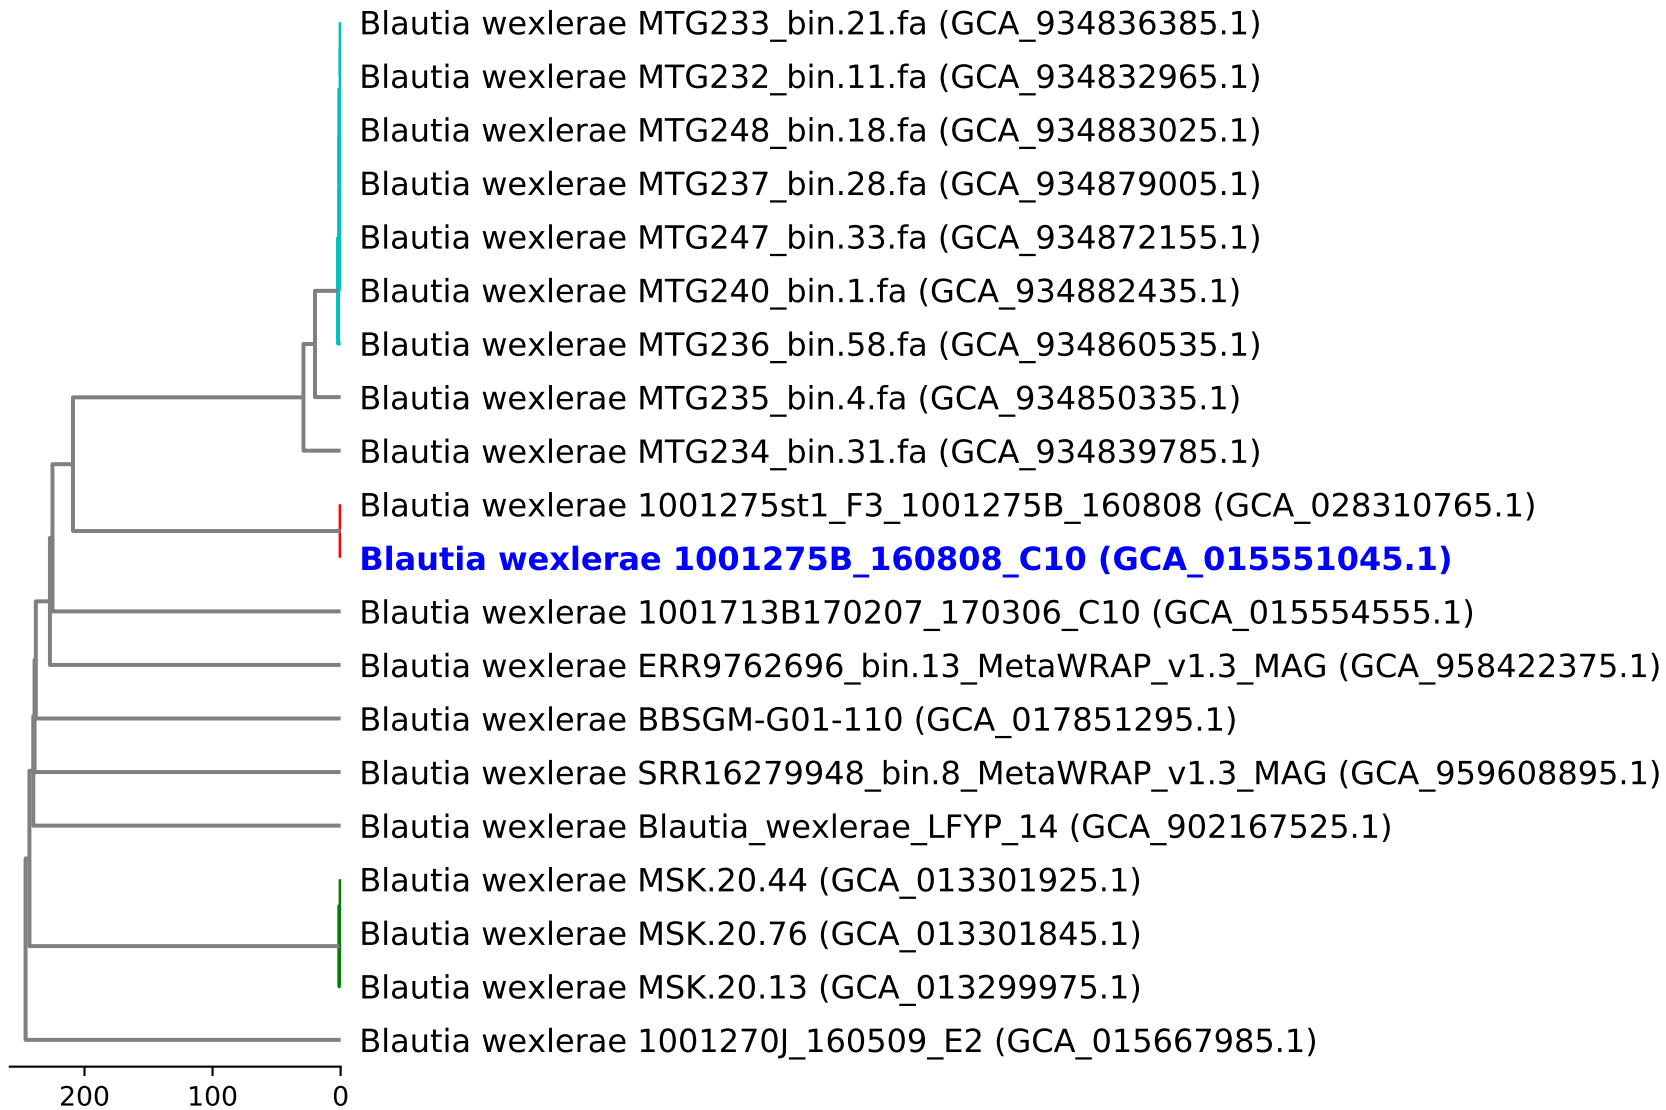 Blautia wexlerae MTG233_bin.21.fa (GCA_934836385.1)
Blautia wexlerae MTG232_bin.11.fa (GCA_934832965.1)
Blautia wexlerae MTG248_bin.18.fa (GCA_934883025.1)
Blautia wexlerae MTG237_bin.28.fa (GCA_934879005.1)
Blautia wexlerae MTG247_bin.33.fa (GCA_934872155.1)
Blautia wexlerae MTG240_bin.1.fa (GCA_934882435.1)
Blautia wexlerae MTG236_bin.58.fa (GCA_934860535.1)
Blautia wexlerae MTG235_bin.4.fa (GCA_934850335.1)
Blautia wexlerae MTG234_bin.31.fa (GCA_934839785.1)
Blautia wexlerae 1001275st1_F3_1001275B_160808 (GCA_028310765.1)
Blautia wexlerae 1001275B_160808_C10 (GCA_015551045.1)
Blautia wexlerae 1001713B170207_170306_C10 (GCA_015554555.1)
Blautia wexlerae ERR9762696_bin.13_MetaWRAP_v1.3_MAG (GCA_958422375.1)
Blautia wexlerae BBSGM-G01-110 (GCA_017851295.1)
Blautia wexlerae SRR16279948_bin.8_MetaWRAP_v1.3_MAG (GCA_959608895.1)
Blautia wexlerae Blautia_wexlerae_LFYP_14 (GCA_902167525.1)
Blautia wexlerae MSK.20.44 (GCA_013301925.1)
Blautia wexlerae MSK.20.76 (GCA_013301845.1)
Blautia wexlerae MSK.20.13 (GCA_013299975.1)
Blautia wexlerae 1001270J_160509_E2 (GCA_015667985.1)
200 100 0